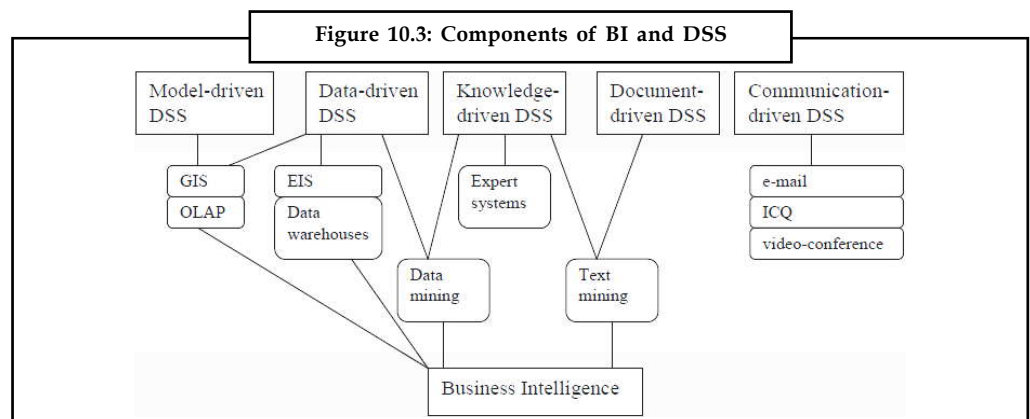 Figure 10.3: Components of BI and DSS
Model-driven
DSS
Data-driven
DSS
Knowledge-
driven DSS
Document-
driven DSS
Communication-
driven DSS
GIS
OLAP
EIS
Data
warehouses
Expert
systems
e-mail
ICQ
video-conference
Data
mining
Text
mining
Business Intelligence